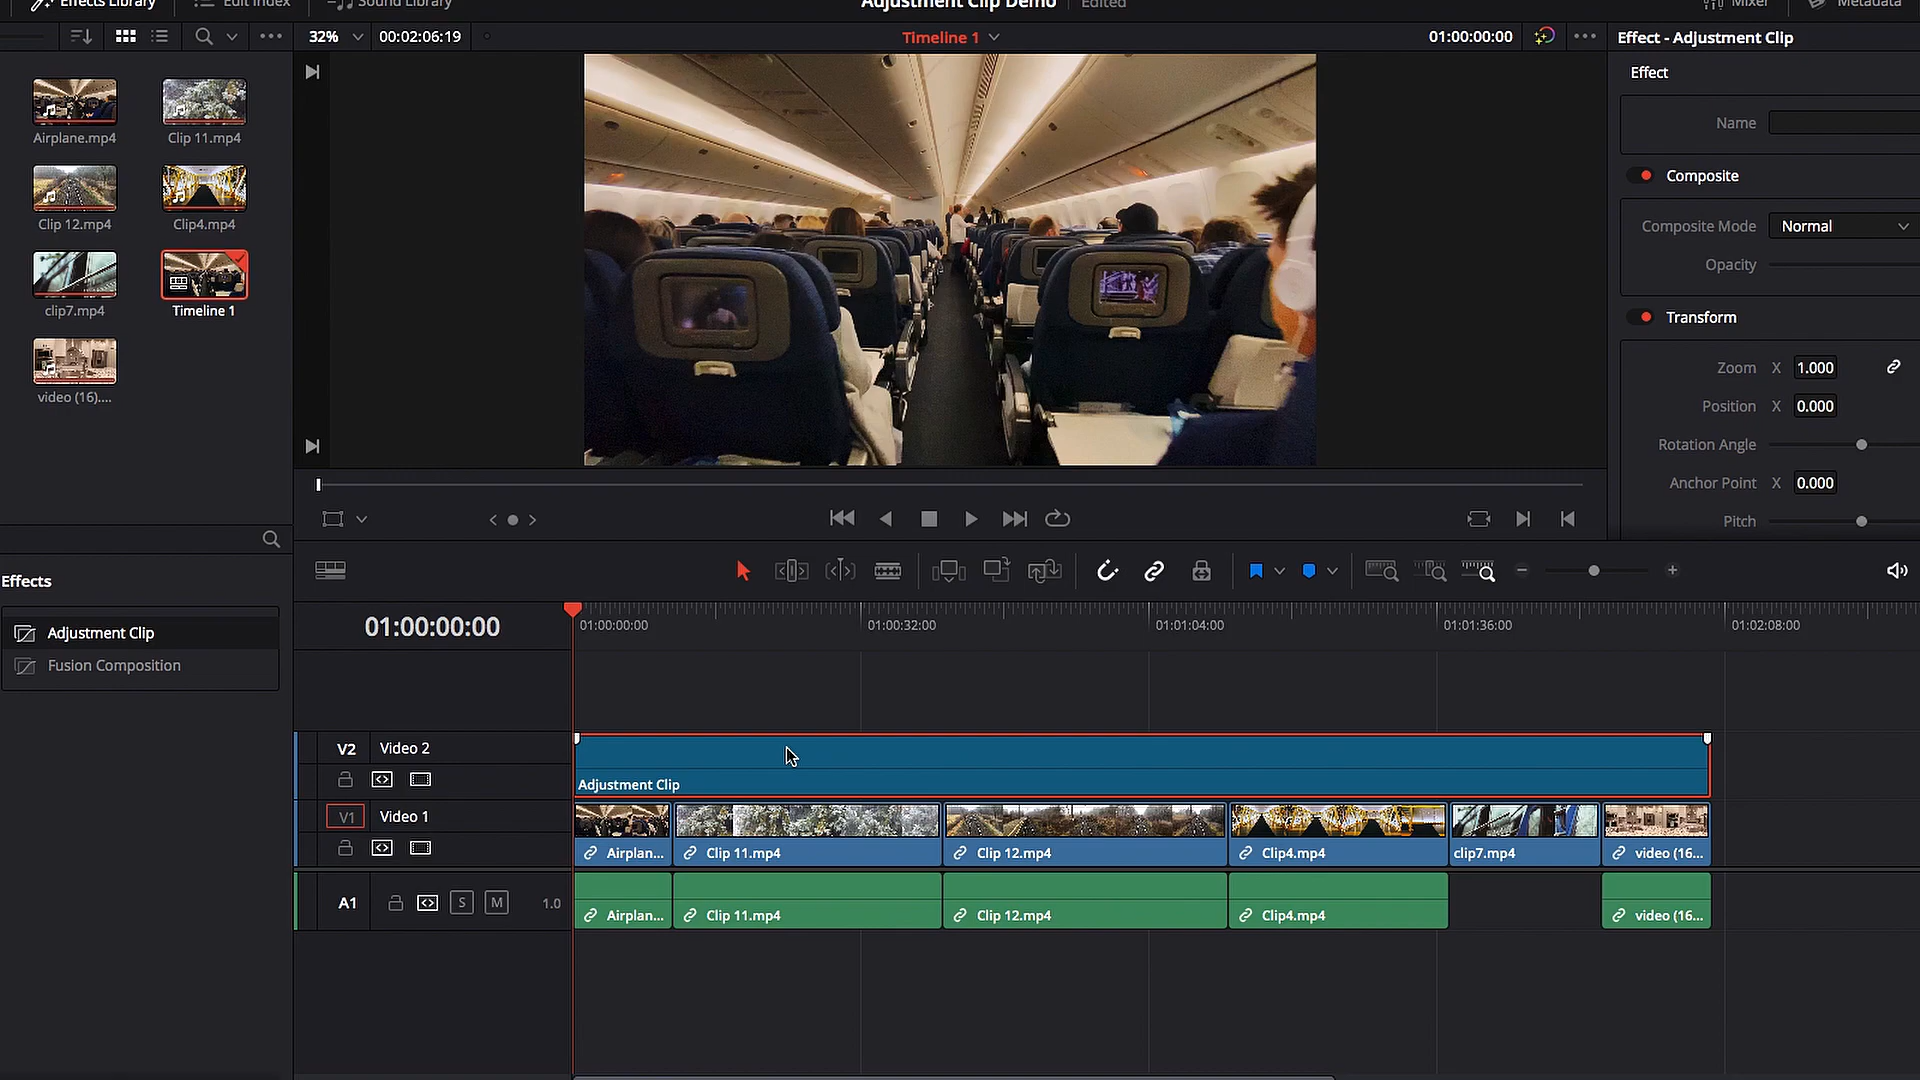 Effects Library
Edit Index
Sound Library
Adjustment Clip Demo
Edited
Mixer
Metadata
32%
00:02:06:19
Timeline 1
01:00:00:00
Effect - Adjustment Clip
Effect
Name
Composite
Composite Mode
Normal
Opacity
Transform
Zoom X 1.000
Position X 0.000
Rotation Angle
Anchor Point X 0.000
Pitch
Airplane.mp4
Clip 11.mp4
Clip 12.mp4
Clip4.mp4
clip7.mp4
Timeline 1
video (16)....
Effects
Adjustment Clip
Fusion Composition
01:00:00:00
01:00:00:00
01:00:32:00
01:01:04:00
01:01:36:00
01:02:08:00
V2 Video 2
Adjustment Clip
V1 Video 1
Airplan...
Clip 11.mp4
Clip 12.mp4
Clip4.mp4
clip7.mp4
video (16...
A1 S M 1.0
Airplan...
Clip 11.mp4
Clip 12.mp4
Clip4.mp4
video (16...